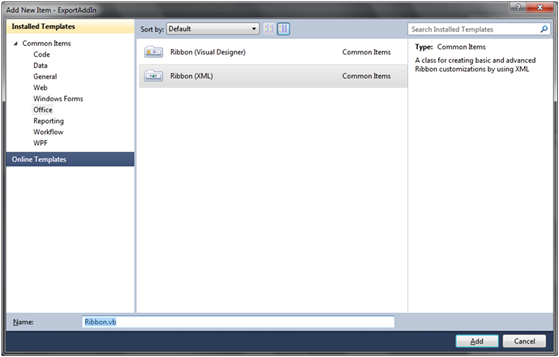 Add New Item - ExportAddIn
Installed Templates
Common Items
Code
Data
General
Web
Windows Forms
Office
Reporting
Workflow
WPF
Online Templates
Sort by: Default
Ribbon (Visual Designer) Common Items
Ribbon (XML) Common Items
Search Installed Templates
Type: Common Items
A class for creating basic and advanced
Ribbon customizations by using XML
Name: Ribbon.vb
Add Cancel